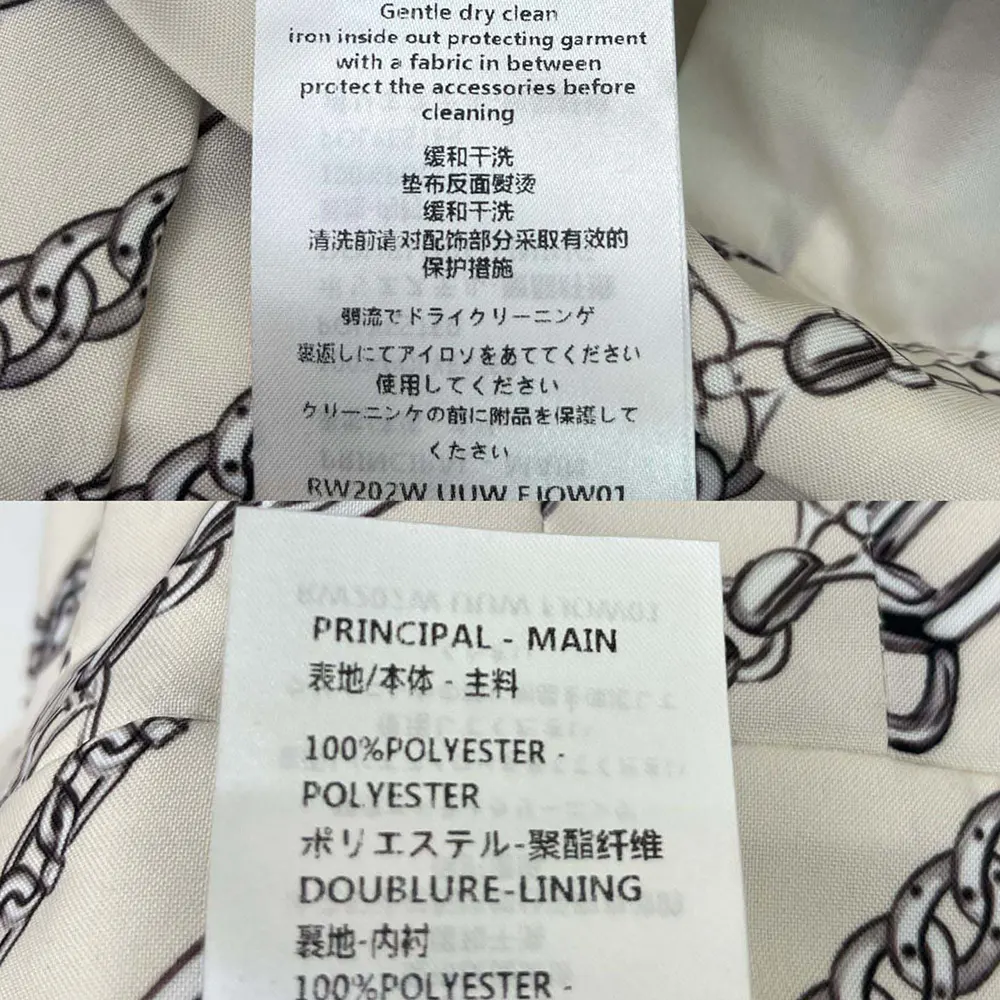 Gentle dry clean
iron inside out protecting garment
with a fabric in between
protect the accessories before
cleaning
缓和干洗
垫布反面熨烫
缓和干洗
清洗前请对配饰部分采取有效的
保护措施
弱流でドライクリーニンゲ
裏返しにてアイロソをあててください
使用してください
クリーニンケの前に附品を保護して
ください
RW202W UUW FJOW01
PRINCIPAL - MAIN
表地/本体 - 主料
100%POLYESTER -
POLYESTER
ポリエステル-聚酯纤维
DOUBLURE-LINING
裏地-内衬
100%POLYESTER -